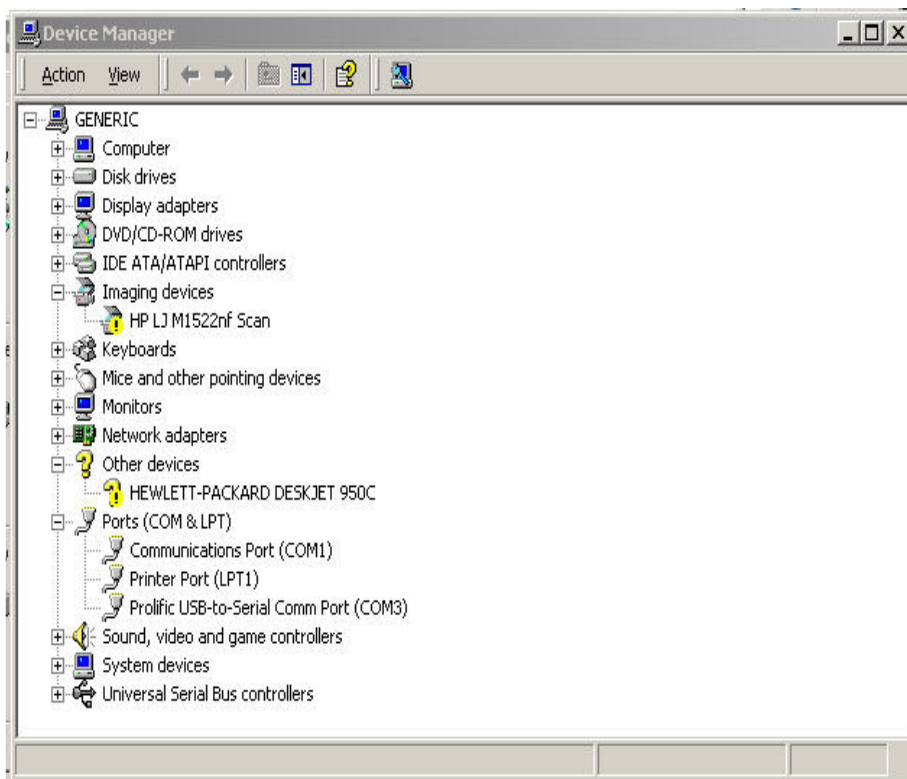 Device Manager
Action View
GENERIC
Computer
Disk drives
Display adapters
DVD/CD-ROM drives
IDE ATA/ATAPI controllers
Imaging devices
HP LJ M1522nf Scan
Keyboards
Mice and other pointing devices
Monitors
Network adapters
Other devices
HEWLETT-PACKARD DESKJET 950C
Ports (COM & LPT)
Communications Port (COM1)
Printer Port (LPT1)
Prolific USB-to-Serial Comm Port (COM3)
Sound, video and game controllers
System devices
Universal Serial Bus controllers